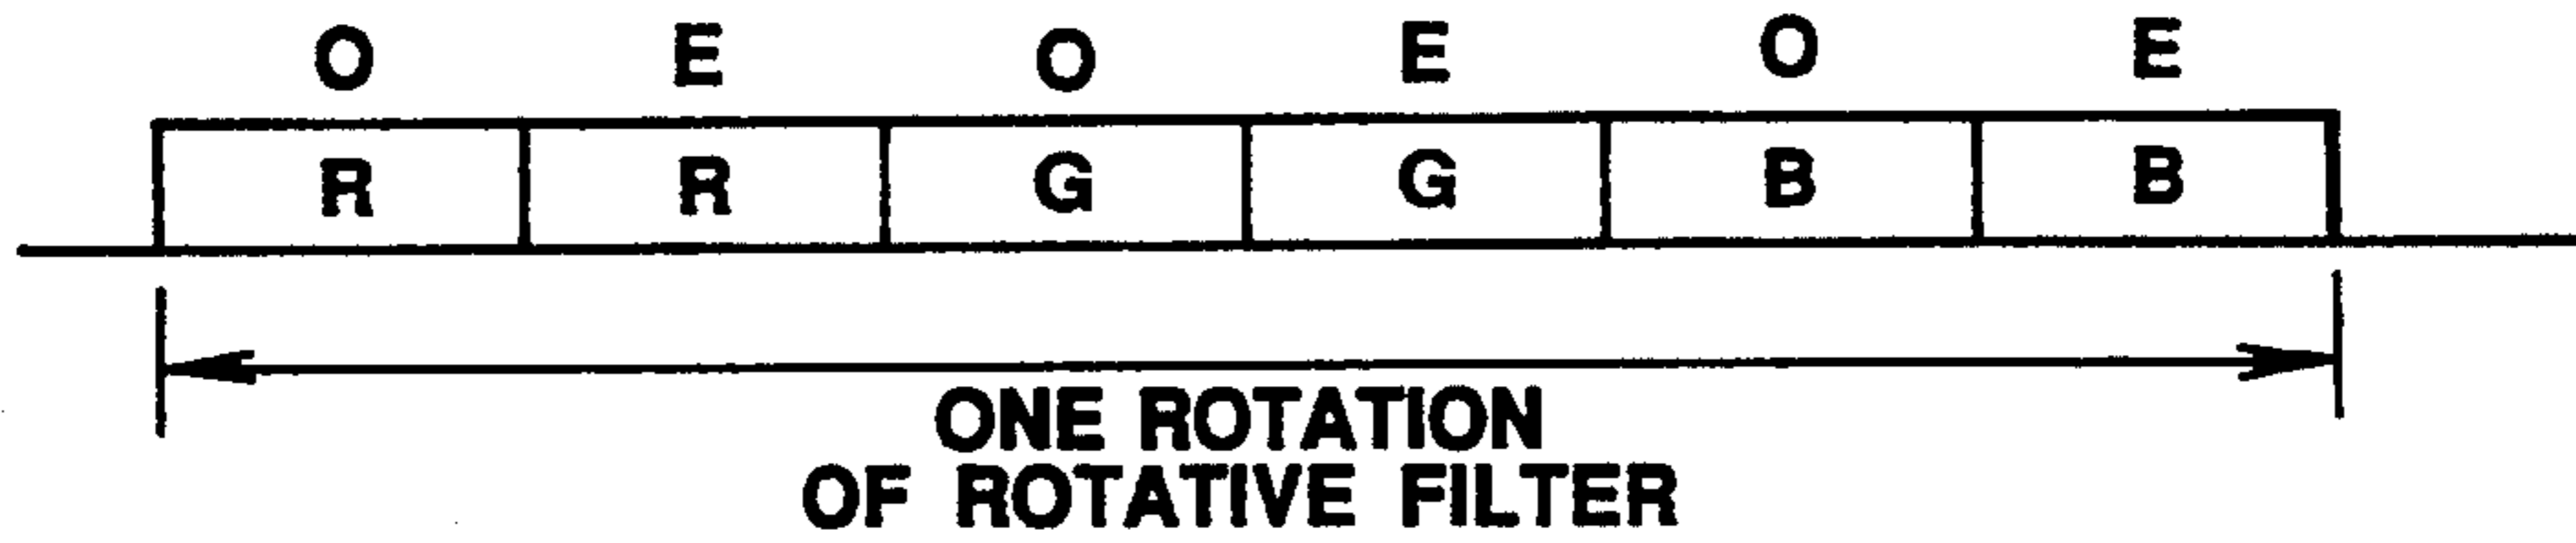 O E O E O E
R R G G B B
ONE ROTATION
OF ROTATIVE FILTER